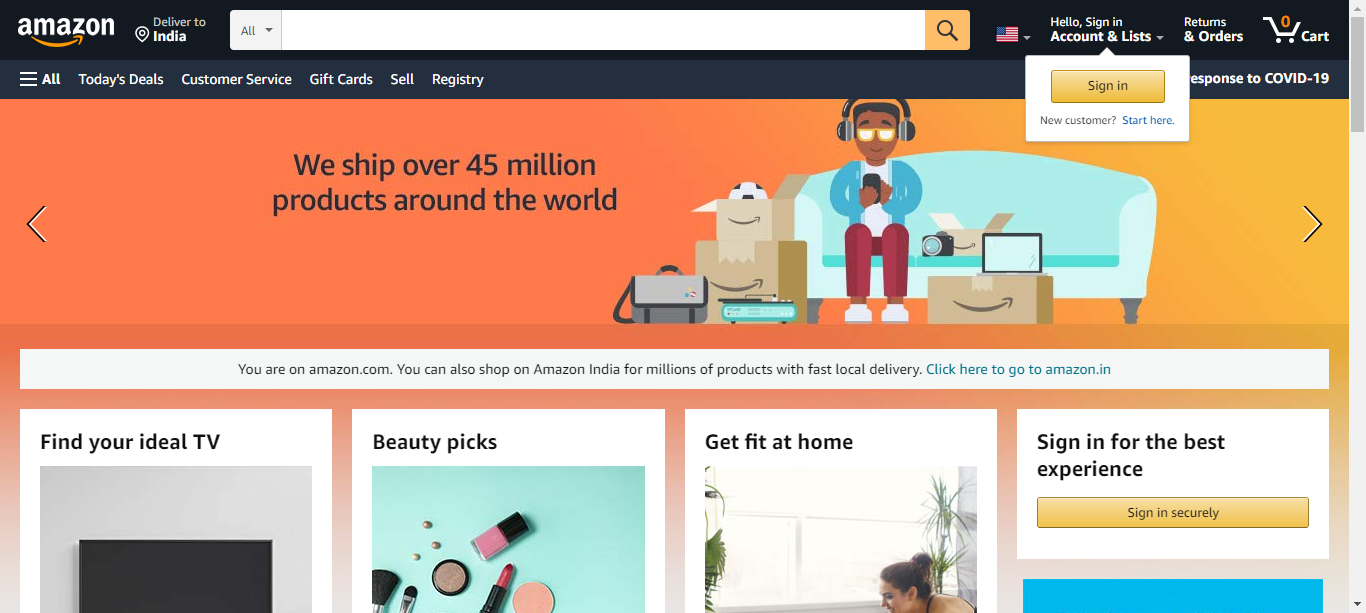 amazon
Deliver to
India
All
Hello, Sign in
Account & Lists
Returns
& Orders
0
Cart
All
Today's Deals
Customer Service
Gift Cards
Sell
Registry
response to COVID-19
Sign in
New customer? Start here.
We ship over 45 million
products around the world
You are on amazon.com. You can also shop on Amazon India for millions of products with fast local delivery. Click here to go to amazon.in
Find your ideal TV
Beauty picks
Get fit at home
Sign in for the best
experience
Sign in securely